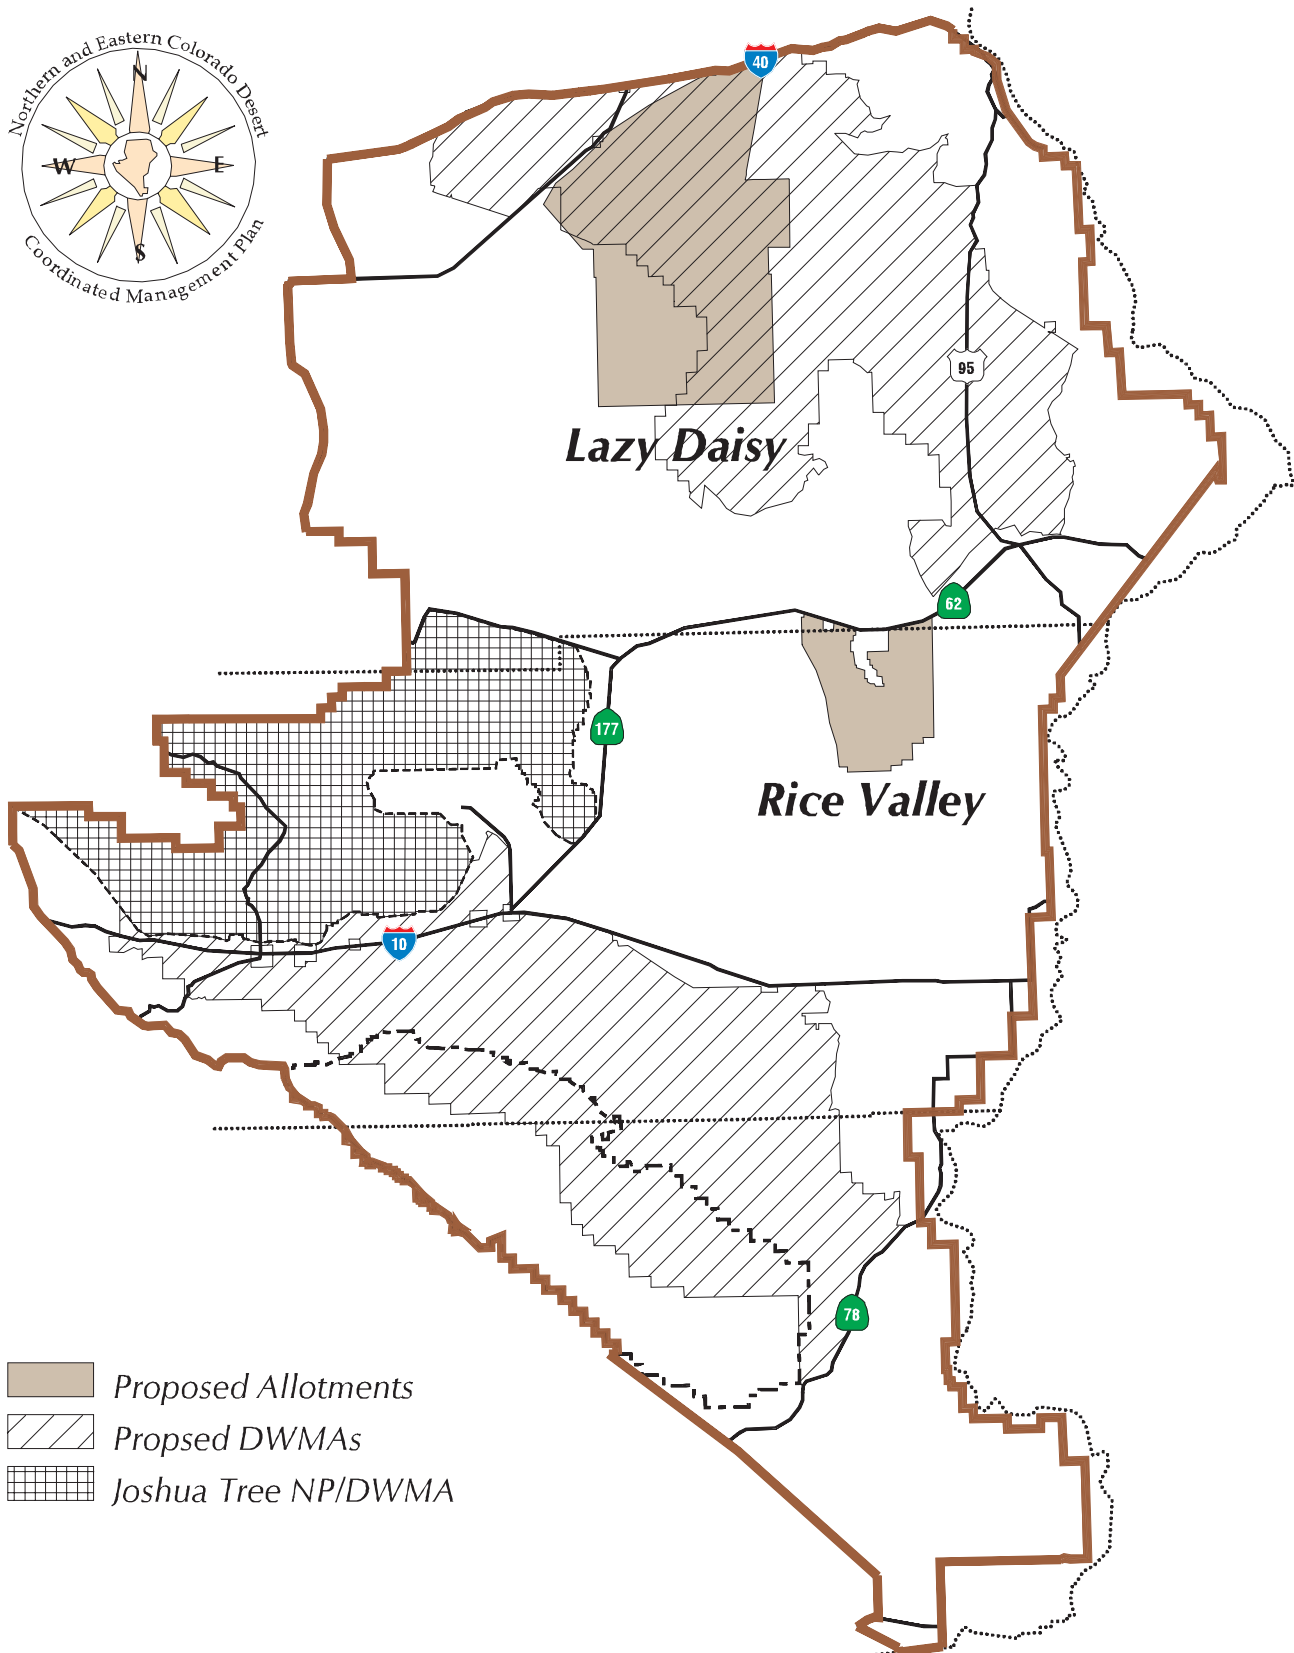 Northern and Eastern Colorado Desert
N
W
E
S
Coordinated Management Plan
40
95
Lazy Daisy
62
177
Rice Valley
10
78
Proposed Allotments
Propsed DWMAs
Joshua Tree NP/DWMA